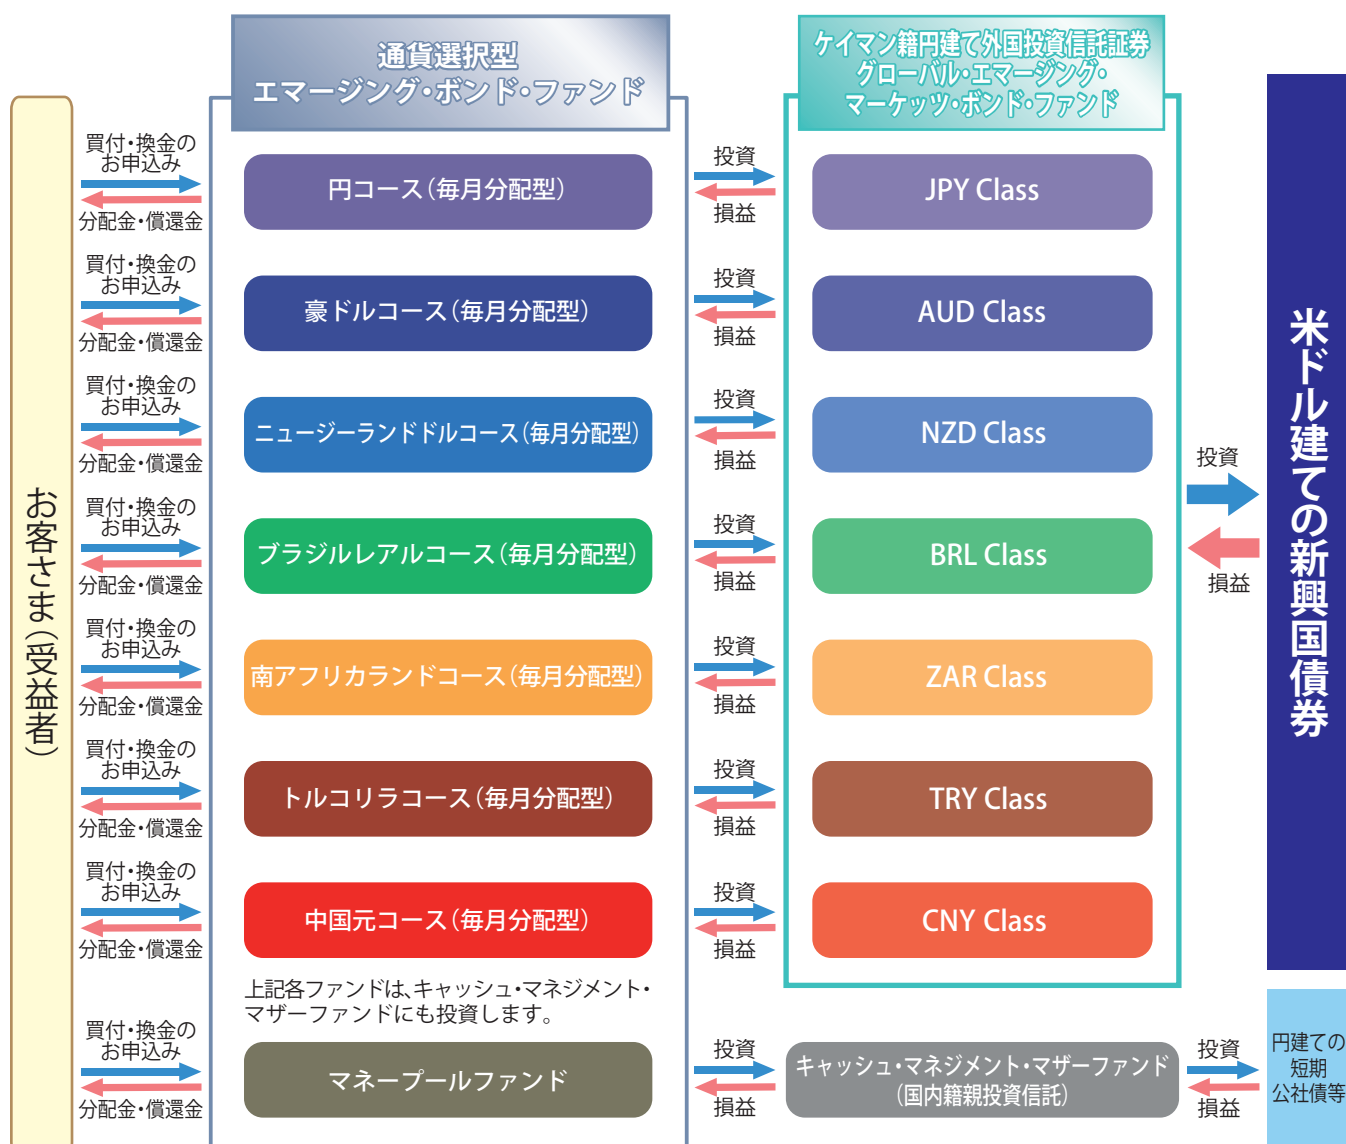 通貨選択型
エマージング・ボンド・ファンド
ケイマン籍円建て外国投資信託証券
グローバル・エマージング・
マーケッツ・ボンド・ファンド
お客さま(受益者)
買付・換金の
お申込み
分配金・償還金
円コース(毎月分配型)
投資
損益
JPY Class
買付・換金の
お申込み
分配金・償還金
豪ドルコース(毎月分配型)
投資
損益
AUD Class
買付・換金の
お申込み
分配金・償還金
ニュージーランドドルコース(毎月分配型)
投資
損益
NZD Class
買付・換金の
お申込み
分配金・償還金
ブラジルレアルコース(毎月分配型)
投資
損益
BRL Class
買付・換金の
お申込み
分配金・償還金
南アフリカランドコース(毎月分配型)
投資
損益
ZAR Class
買付・換金の
お申込み
分配金・償還金
トルコリラコース(毎月分配型)
投資
損益
TRY Class
買付・換金の
お申込み
分配金・償還金
中国元コース(毎月分配型)
投資
損益
CNY Class
投資
損益
米ドル建ての新興国債券
上記各ファンドは、キャッシュ・マネジメント・
マザーファンドにも投資します。
買付・換金の
お申込み
分配金・償還金
マネープールファンド
投資
損益
キャッシュ・マネジメント・マザーファンド
(国内籍親投資信託)
投資
損益
円建ての
短期
公社債等